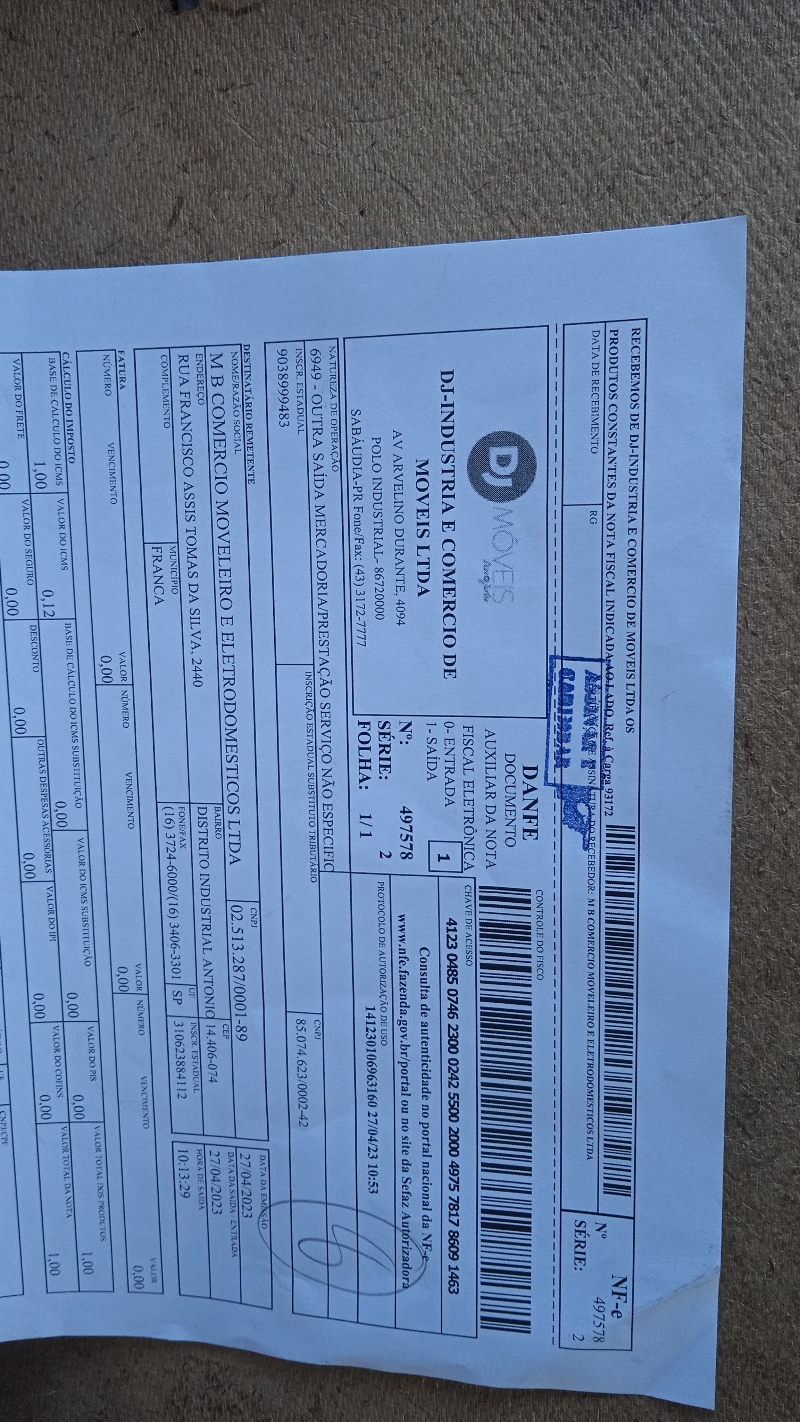 RECEBEMOS DE DJ-INDUSTRIA E COMERCIO DE MOVEIS LTDA OS
PRODUTOS CONSTANTES DA NOTA FISCAL INDICADA AO LADO. Ref. à Carga 93172
DATA DE RECEBIMENTO
RG
RECEBEDOR: M B COMERCIO MOVELEIRO E ELETRODOMESTICOS LTDA
CARIMBAR
NF-e
Nº 497578
SÉRIE: 2
DJ MÓVEIS
DJ-INDUSTRIA E COMERCIO DE
MOVEIS LTDA
AV ARVELINO DURANTE, 4094
POLO INDUSTRIAL- 86720000
SABÁUDIA-PR Fone/Fax: (43) 3172-7777
DANFE
DOCUMENTO
AUXILIAR DA NOTA
FISCAL ELETRÔNICA
0- ENTRADA
1- SAÍDA
1
Nº: 497578
SÉRIE: 2
FOLHA: 1/1
CONTROLE DO FISCO
CHAVE DE ACESSO
4123 0485 0746 2300 0242 5500 2000 4975 7817 8609 1463
Consulta de autenticidade no portal nacional da NF-e
www.nfe.fazenda.gov.br/portal ou no site da Sefaz Autorizadora
PROTOCOLO DE AUTORIZAÇÃO DE USO
141230106963160 27/04/23 10:53
NATUREZA DE OPERAÇÃO
6949 - OUTRA SAÍDA MERCADORIA/PRESTAÇÃO SERVIÇO NÃO ESPECIFIC
INSCR. ESTADUAL
9038999483
INSCRIÇÃO ESTADUAL SUBSTITUTO TRIBUTÁRIO
CNPJ
85.074.623/0002-42
DESTINATÁRIO REMETENTE
NOME/RAZÃO SOCIAL
M B COMERCIO MOVELEIRO E ELETRODOMESTICOS LTDA
CNPJ
02.513.287/0001-89
DATA DA EMISSÃO
27/04/2023
ENDEREÇO
RUA FRANCISCO ASSIS TOMAS DA SILVA, 2440
BAIRRO
DISTRITO INDUSTRIAL ANTONIO
CEP
14.406-074
DATA DA SAÍDA / ENTRADA
27/04/2023
COMPLEMENTO
MUNICÍPIO
FRANCA
FONE/FAX
(16) 3724-6000/(16) 3406-3301
UF
SP
INSCR. ESTADUAL
310623884112
HORA DE SAÍDA
10:13:29
FATURA
NÚMERO VENCIMENTO VALOR NÚMERO VENCIMENTO VALOR NÚMERO VENCIMENTO VALOR
0,00 0,00 0,00
CÁLCULO DO IMPOSTO
BASE DE CÁLCULO DO ICMS
1,00
VALOR DO ICMS
0,12
BASE DE CÁLCULO DO ICMS SUBSTITUIÇÃO
0,00
VALOR DO ICMS SUBSTITUIÇÃO
0,00
VALOR DO PIS
0,00
VALOR TOTAL DOS PRODUTOS
1,00
VALOR DO FRETE
0,00
VALOR DO SEGURO
0,00
DESCONTO
0,00
OUTRAS DESPESAS ACESSÓRIAS
0,00
VALOR DO IPI
0,00
VALOR DO COFINS
0,00
VALOR TOTAL DA NOTA
1,00
CNPJ/CPF